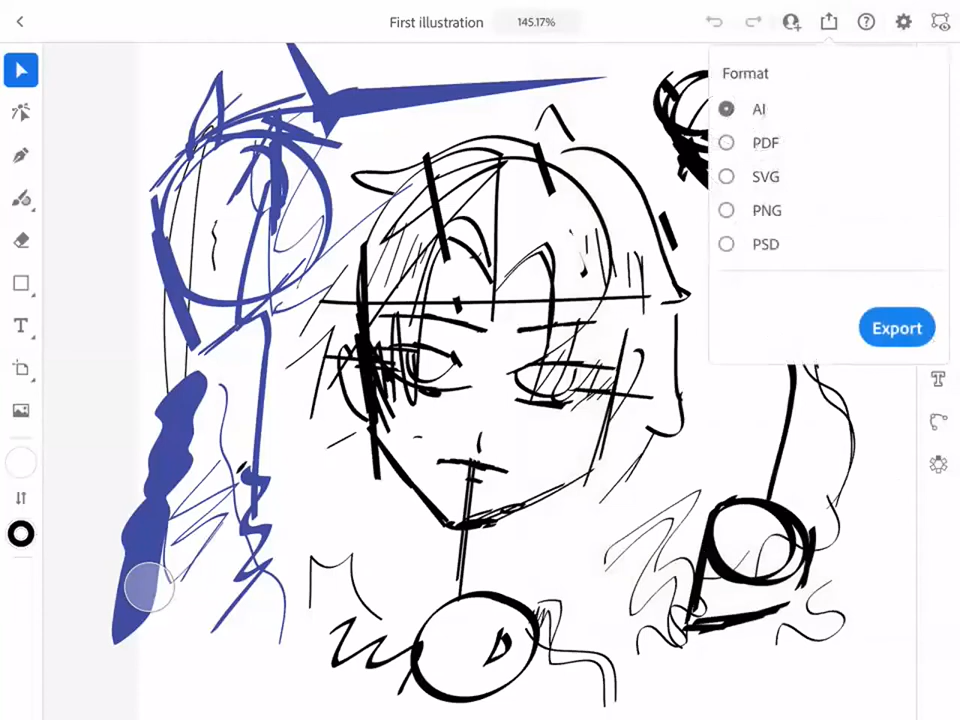 First illustration
145.17%
Format
AI
PDF
SVG
PNG
PSD
Export